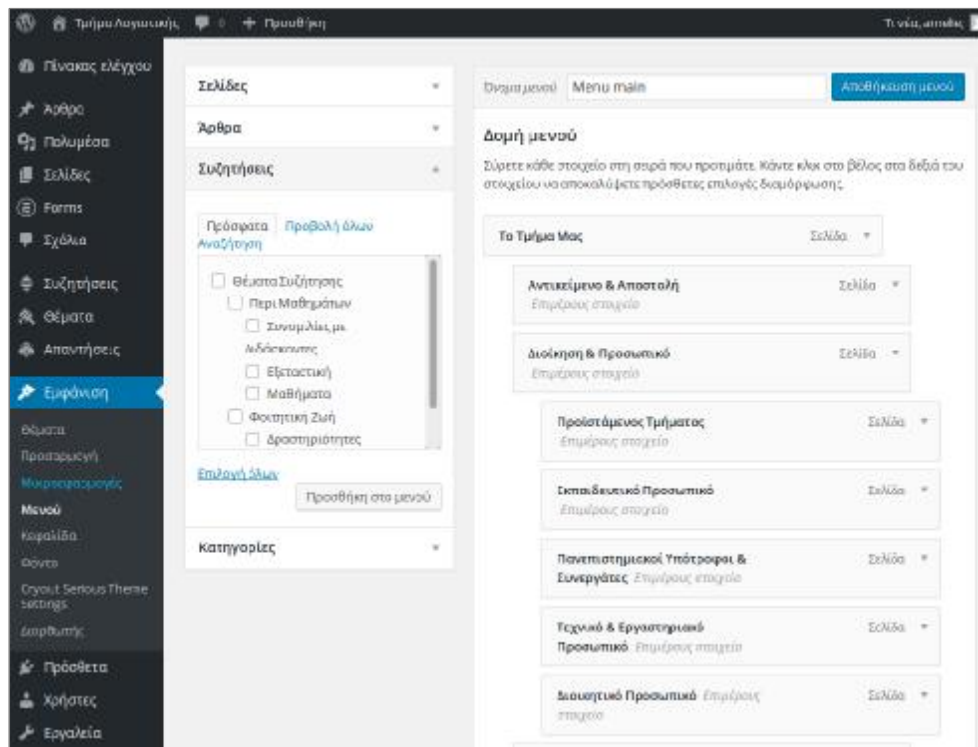 Τμήμα Λογιστικής 0 + Προσθήκη
Τι νέα,
Πίνακας ελέγχου
Άρθρα
Πολυμέσα
Σελίδες
Forms
Σχόλια
Συζητήσεις
Θέματα
Απαντήσεις
Εμφάνιση
Θέματα
Προσαρμογή
Μικροεφαρμογές
Μενού
Κεφαλίδα
Φόντο
Cryout Serious Theme
Settings
Διορθωτής
Πρόσθετα
Χρήστες
Εργαλεία
Σελίδες
Άρθρα
Συζητήσεις
Πρόσφατα Προβολή όλων
Αναζήτηση
Θέματα Συζήτησης
Περι Μαθημάτων
Συνομιλίες με
Διδάσκοντες
Εξεταστική
Μαθήματα
Φοιτητικη Ζωή
Δραστηριότητες
Επιλογή όλων
Προσθήκη στο μενού
Κατηγορίες
Όνομα μενού Menu main Αποθήκευση μενού
Δομή μενού
Σύρετε κάθε στοιχείο στη σειρά που προτιμάτε. Κάντε κλικ στο βέλος στα δεξιά του
στοιχείου να αποκαλύψετε πρόσθετες επιλογές διαμόρφωσης.
Το Τμήμα Μας Σελίδα
Αντικείμενο & Αποστολή Σελίδα
Επιμέρους στοιχείο
Διοίκηση & Προσωπικό Σελίδα
Επιμέρους στοιχείο
Προϊστάμενος Τμήματος Σελίδα
Επιμέρους στοιχείο
Εκπαιδευτικό Προσωπικό Σελίδα
Επιμέρους στοιχείο
Πανεπιστημιακοί Υπότροφοι & Σελίδα
Συνεργάτες Επιμέρους στοιχείο
Τεχνικό & Εργαστηριακό Σελίδα
Προσωπικό Επιμέρους στοιχείο
Διοικητικό Προσωπικό Επιμέρους Σελίδα
στοιχείο